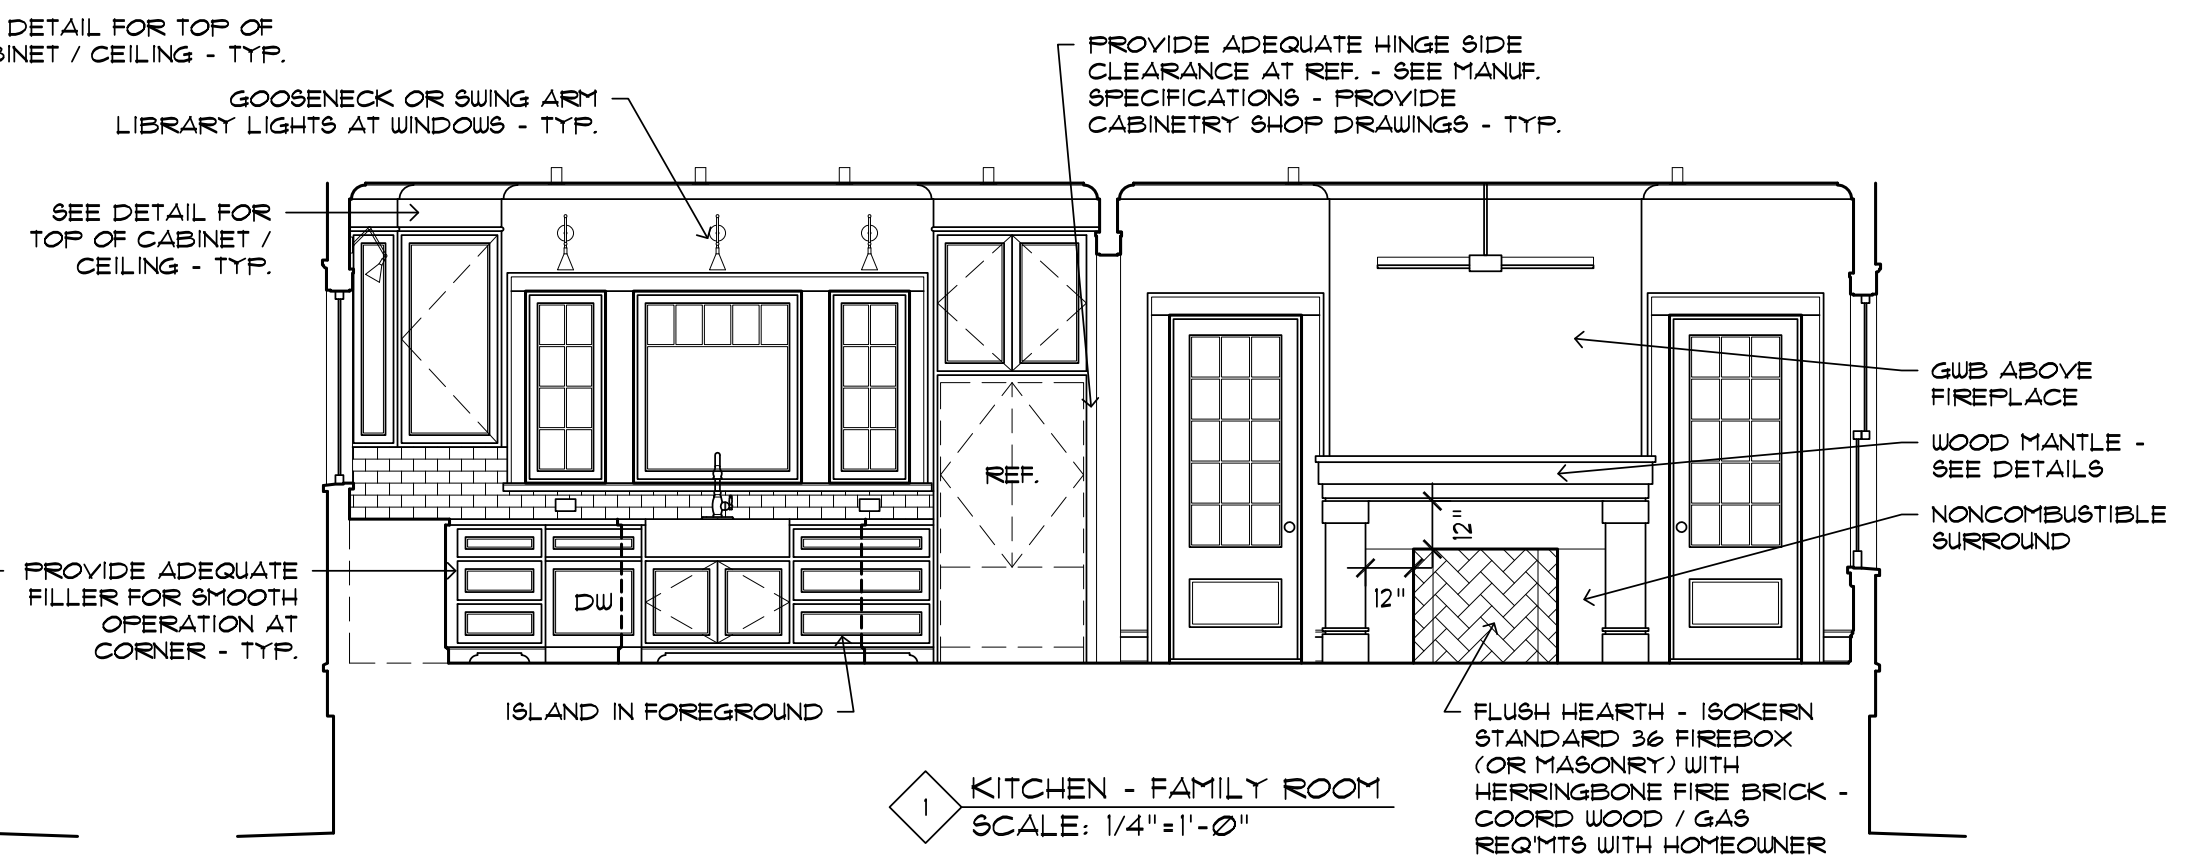 DETAIL FOR TOP OF
BINET / CEILING - TYP.
GOOSENECK OR SWING ARM
LIBRARY LIGHTS AT WINDOWS - TYP.
PROVIDE ADEQUATE HINGE SIDE
CLEARANCE AT REF. - SEE MANUF.
SPECIFICATIONS - PROVIDE
CABINETRY SHOP DRAWINGS - TYP.
SEE DETAIL FOR
TOP OF CABINET /
CEILING - TYP.
GWB ABOVE
FIREPLACE
WOOD MANTLE -
SEE DETAILS
NONCOMBUSTIBLE
SURROUND
REF.
12"
12"
DW
PROVIDE ADEQUATE
FILLER FOR SMOOTH
OPERATION AT
CORNER - TYP.
ISLAND IN FOREGROUND
FLUSH HEARTH - ISOKERN
STANDARD 36 FIREBOX
(OR MASONRY) WITH
HERRINGBONE FIRE BRICK -
COORD WOOD / GAS
REQ'MTS WITH HOMEOWNER
1
KITCHEN - FAMILY ROOM
SCALE: 1/4"=1'-0"